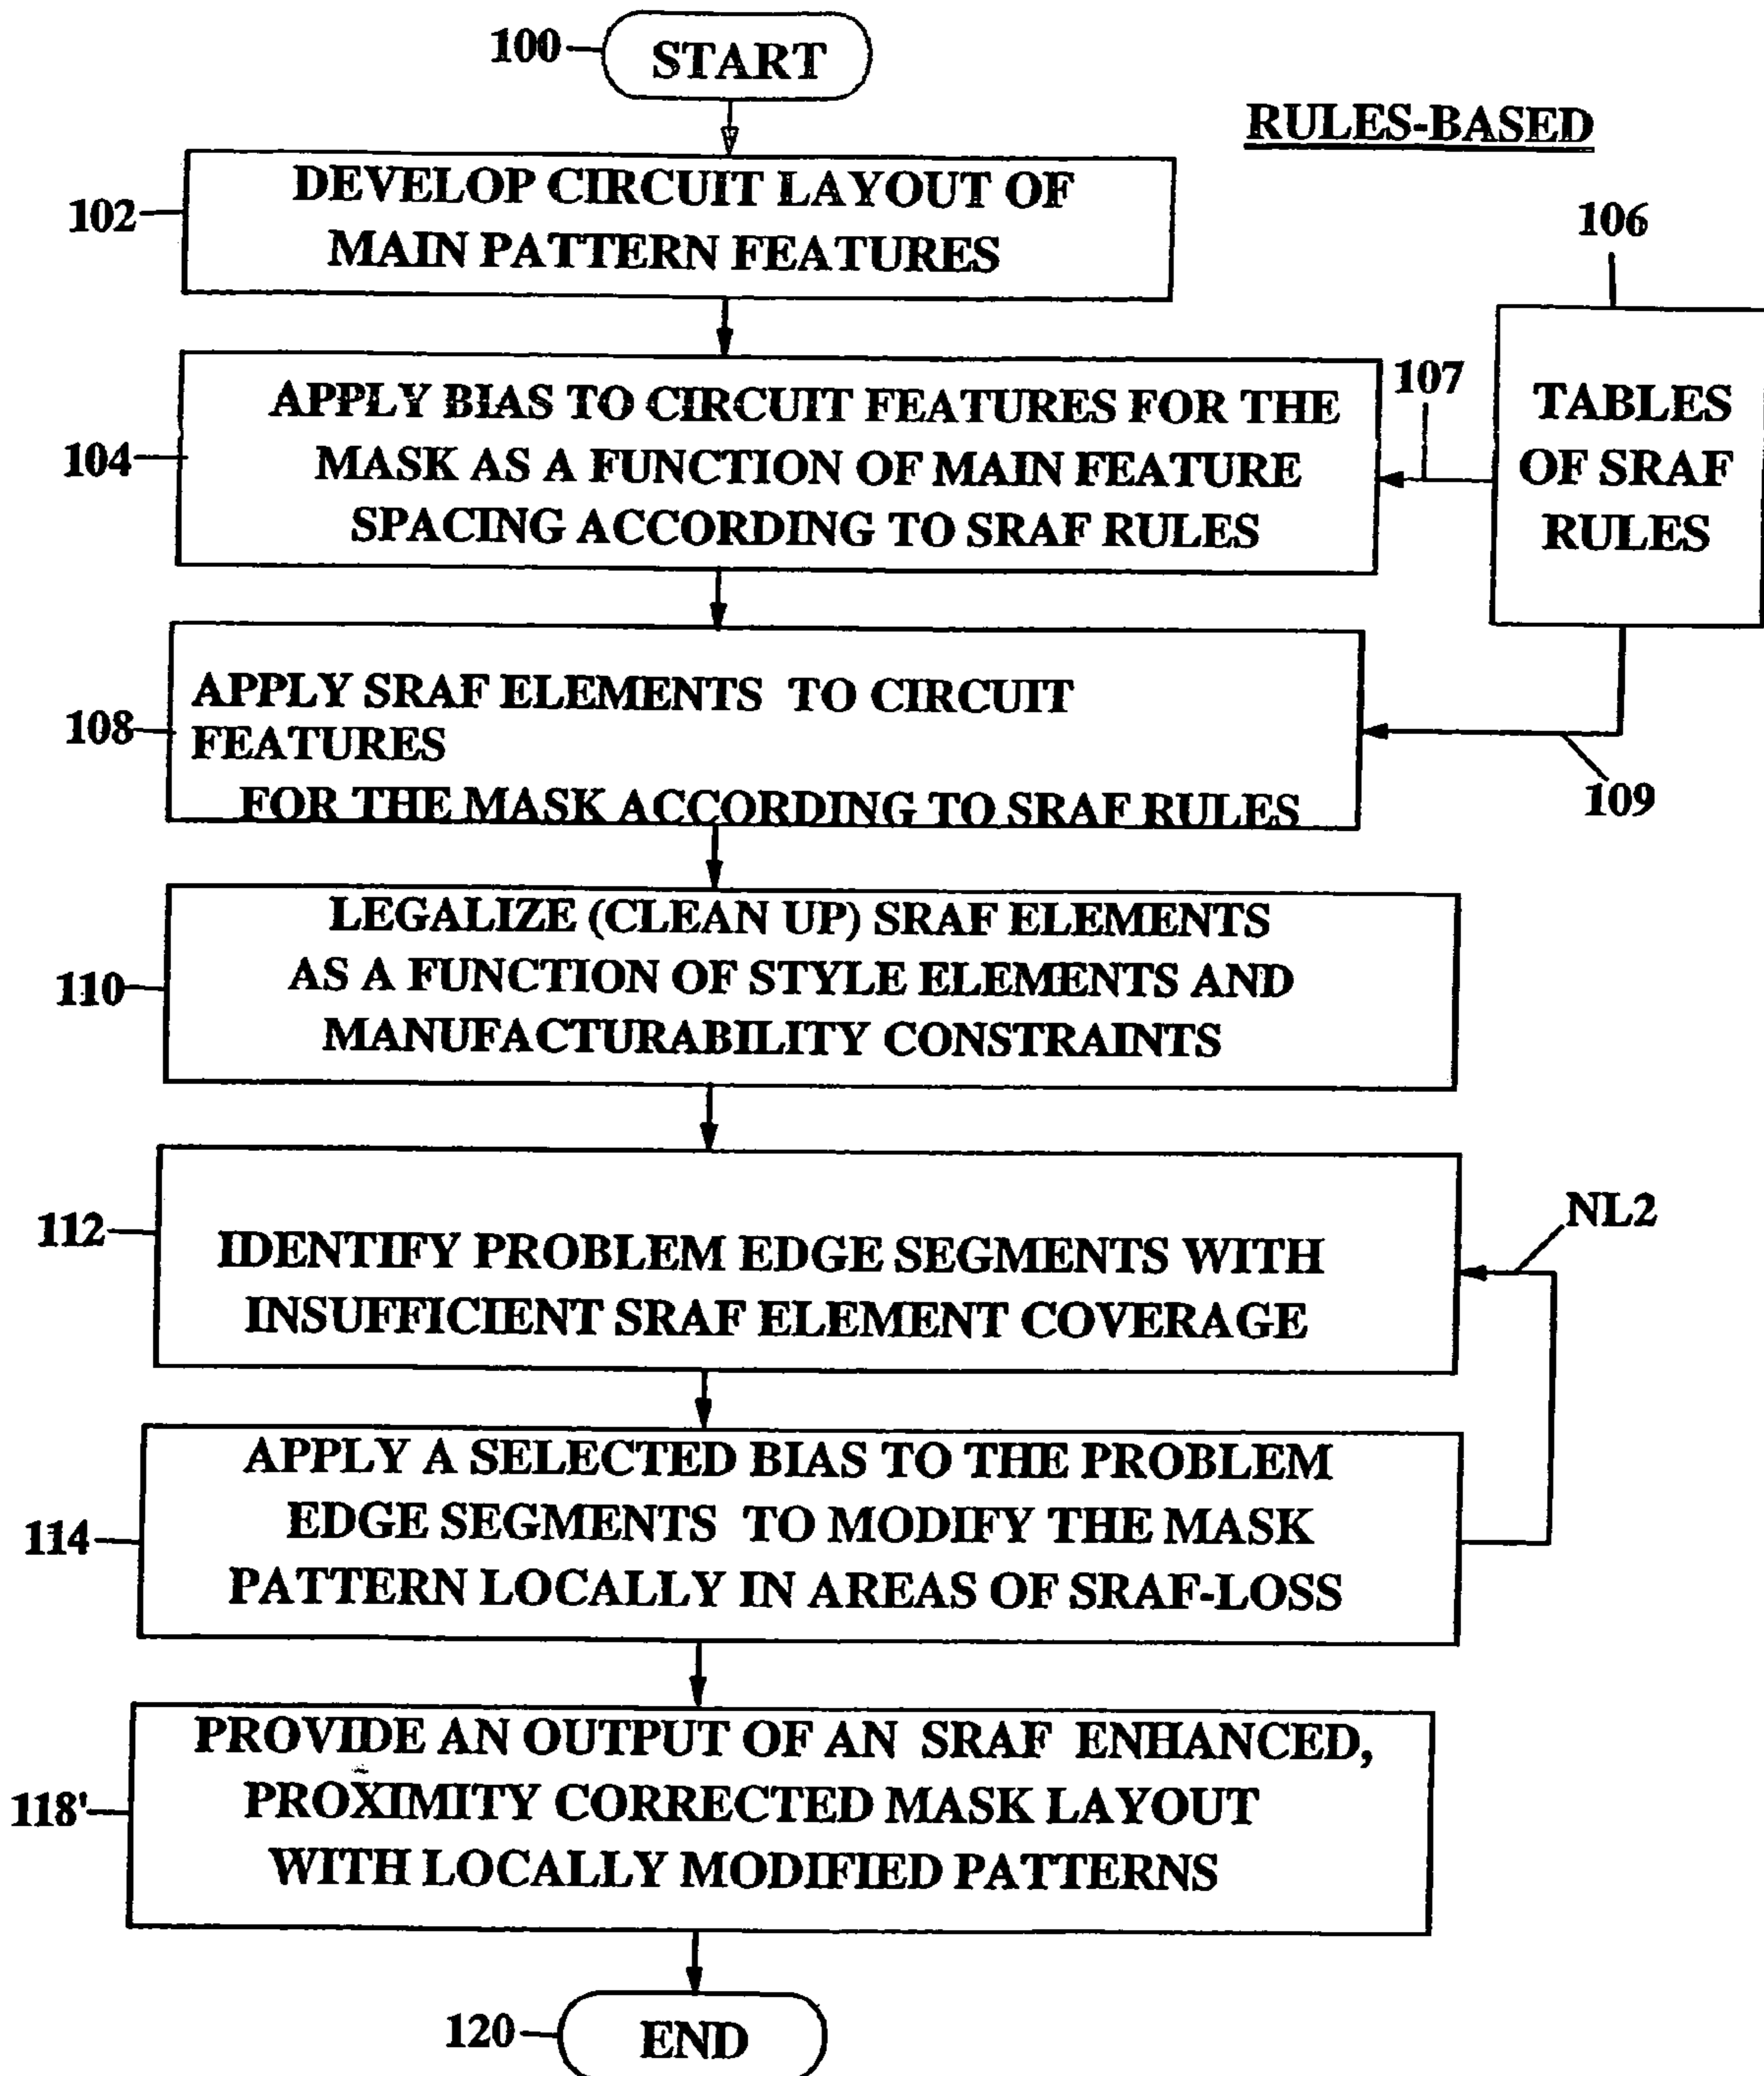 100
START
RULES-BASED
102
DEVELOP CIRCUIT LAYOUT OF
MAIN PATTERN FEATURES
106
104
APPLY BIAS TO CIRCUIT FEATURES FOR THE
MASK AS A FUNCTION OF MAIN FEATURE
SPACING ACCORDING TO SRAF RULES
107
TABLES
OF SRAF
RULES
108
APPLY SRAF ELEMENTS TO CIRCUIT
FEATURES
FOR THE MASK ACCORDING TO SRAF RULES
109
110
LEGALIZE (CLEAN UP) SRAF ELEMENTS
AS A FUNCTION OF STYLE ELEMENTS AND
MANUFACTURABILITY CONSTRAINTS
112
IDENTIFY PROBLEM EDGE SEGMENTS WITH
INSUFFICIENT SRAF ELEMENT COVERAGE
NL2
114
APPLY A SELECTED BIAS TO THE PROBLEM
EDGE SEGMENTS TO MODIFY THE MASK
PATTERN LOCALLY IN AREAS OF SRAF-LOSS
118'
PROVIDE AN OUTPUT OF AN SRAF ENHANCED,
PROXIMITY CORRECTED MASK LAYOUT
WITH LOCALLY MODIFIED PATTERNS
120
END